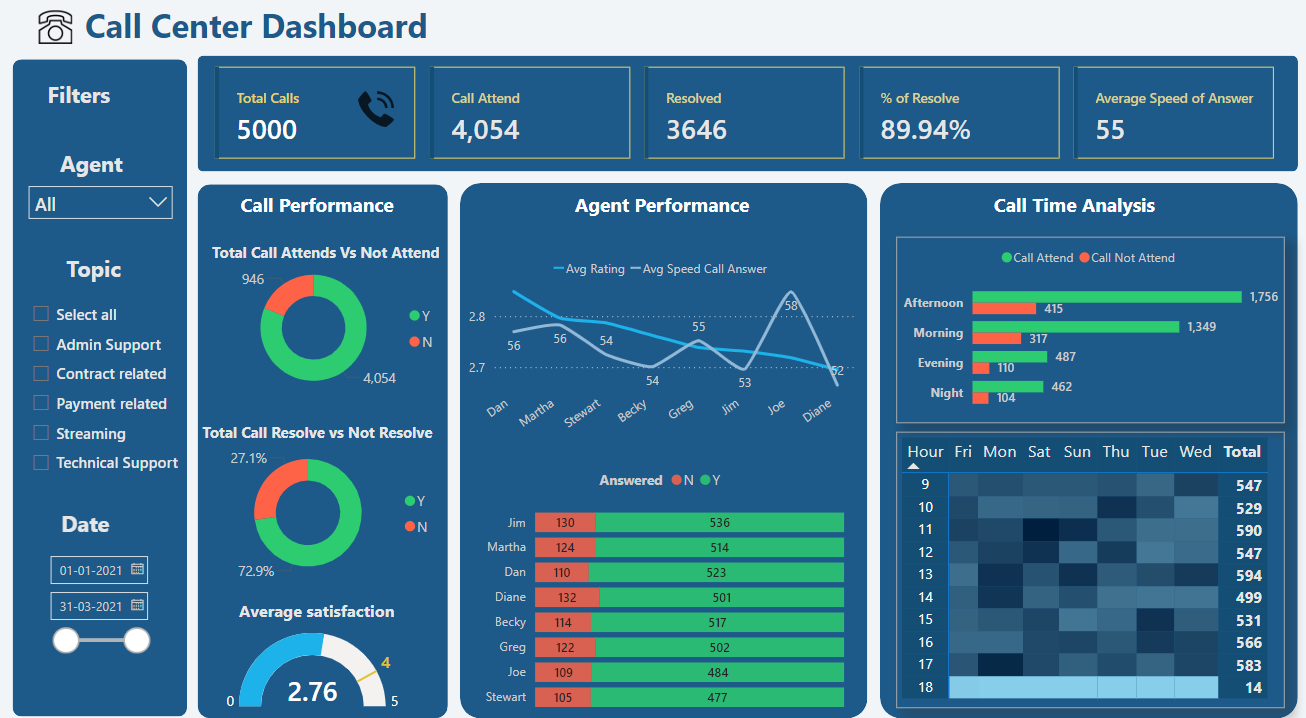 Call Center Dashboard
Filters
Agent
All
Topic
Select all
Admin Support
Contract related
Payment related
Streaming
Technical Support
Date
01-01-2021
31-03-2021
Total Calls
5000
Call Attend
4,054
Resolved
3646
% of Resolve
89.94%
Average Speed of Answer
55
Call Performance
Total Call Attends Vs Not Attend
946
Y
N
4,054
Total Call Resolve vs Not Resolve
27.1%
Y
N
72.9%
Average satisfaction
4
2.76
0
5
Agent Performance
Avg Rating Avg Speed Call Answer
2.8
2.7
56
56
54
54
55
53
58
52
Dan Martha Stewart Becky Greg Jim Joe Diane
Answered N Y
Jim 130 536
Martha 124 514
Dan 110 523
Diane 132 501
Becky 114 517
Greg 122 502
Joe 109 484
Stewart 105 477
Call Time Analysis
Call Attend Call Not Attend
Afternoon 1,756
415
Morning 1,349
317
Evening 487
110
Night 462
104
Hour Fri Mon Sat Sun Thu Tue Wed Total
9 547
10 529
11 590
12 547
13 594
14 499
15 531
16 566
17 583
18 14